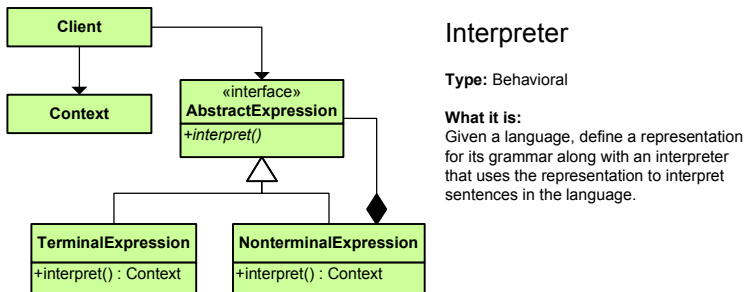 Client
Context
«interface»
AbstractExpression
+interpret()
TerminalExpression
+interpret() : Context
NonterminalExpression
+interpret() : Context
Interpreter
Type: Behavioral
What it is:
Given a language, define a representation
for its grammar along with an interpreter
that uses the representation to interpret
sentences in the language.